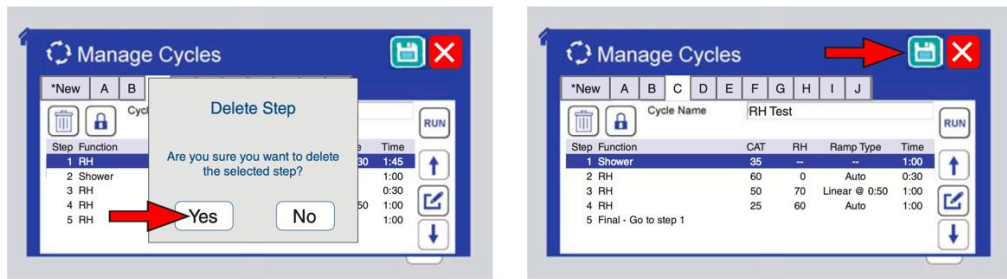 Manage Cycles
*New A B
Cycl
Delete Step
Are you sure you want to delete
the selected step?
Yes No
RUN
Step Function Time
1 RH 30 1:45
2 Shower 1:00
3 RH 0:30
4 RH 50 1:00
5 RH 1:00
Manage Cycles
*New A B C D E F G H I J
Cycle Name RH Test
RUN
Step Function CAT RH Ramp Type Time
1 Shower 35 -- -- 1:00
2 RH 60 0 Auto 0:30
3 RH 50 70 Linear @ 0:50 1:00
4 RH 25 60 Auto 1:00
5 Final - Go to step 1